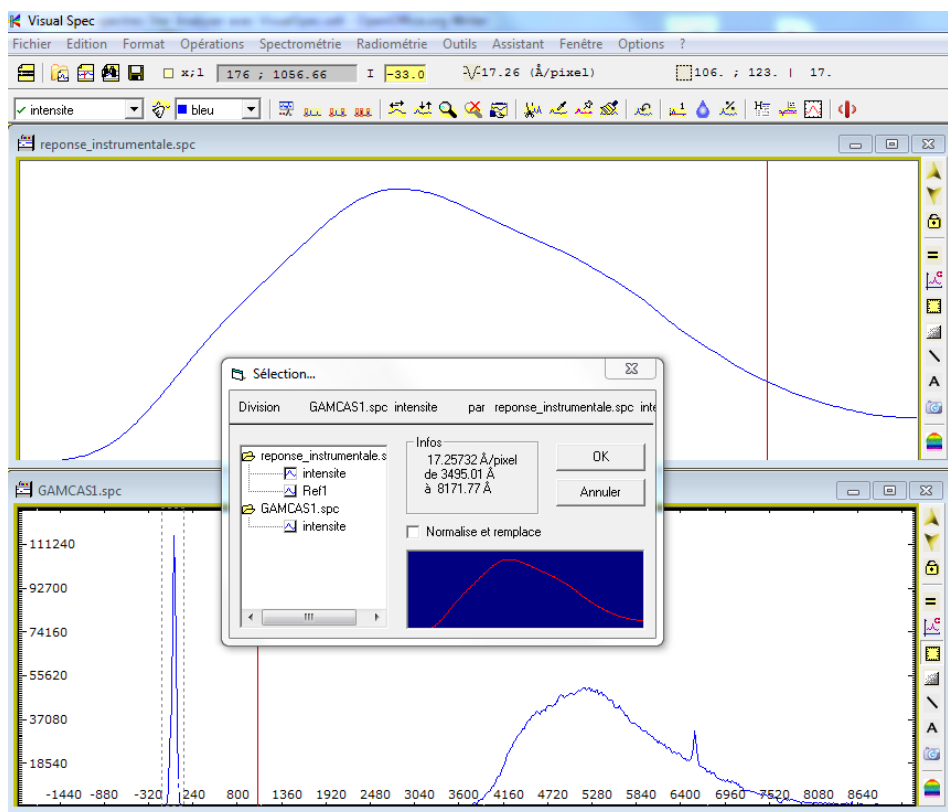 Visual Spec
Fichier Edition Format Opérations Spectrométrie Radiométrie Outils Assistant Fenêtre Options ?
x;1 176 ; 1056.66 I -33.0 17.26 (Å/pixel) 106. ; 123. | 17.
intensite bleu
reponse_instrumentale.spc
Sélection...
Division GAMCAS1.spc intensite par reponse_instrumentale.spc inte
reponse_instrumentale.s
intensite
Ref1
GAMCAS1.spc
intensite
Infos
17.25732 Å/pixel
de 3495.01 Å
à 8171.77 Å
OK
Annuler
Normalise et remplace
GAMCAS1.spc
111240
92700
74160
55620
37080
18540
-1440 -880 -320 240 800 1360 1920 2480 3040 3600 4160 4720 5280 5840 6400 6960 7520 8080 8640
A
A